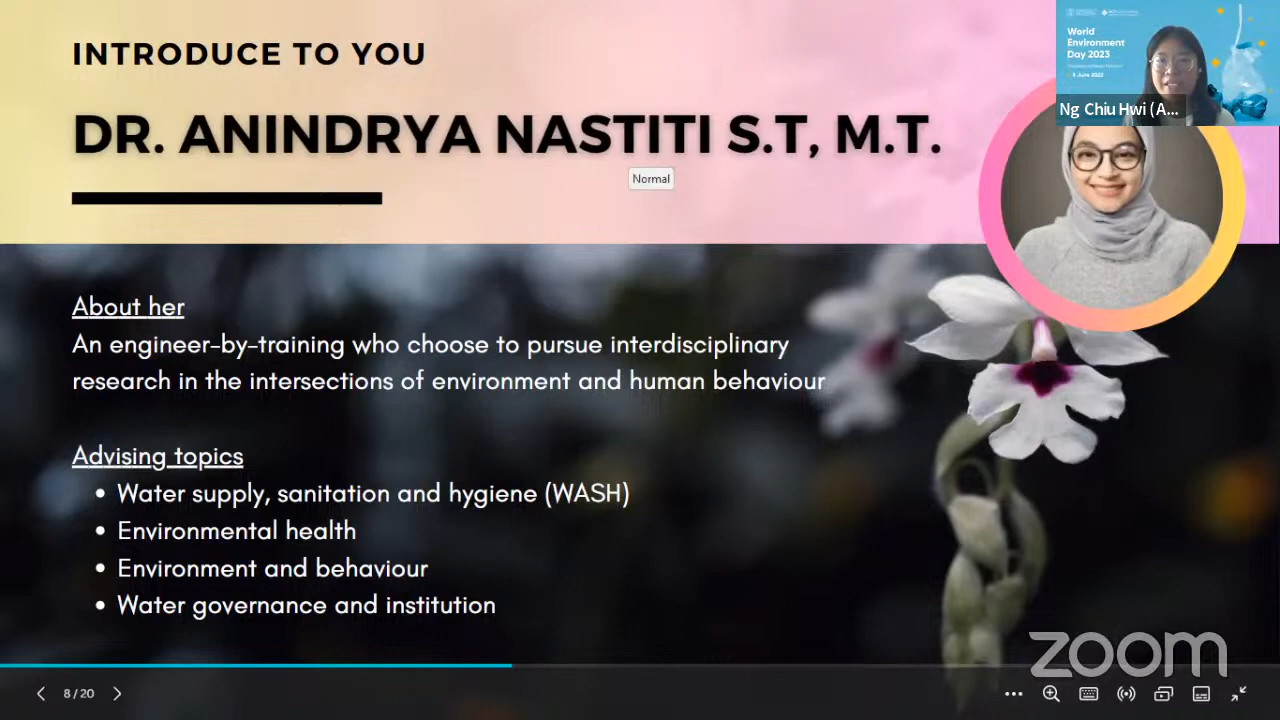 INTRODUCE TO YOU
DR. ANINDRYA NASTITI S.T, M.T.
Normal
World
Environment
Day 2023
Ng Chiu Hwi (A...
About her
An engineer-by-training who choose to pursue interdisciplinary
research in the intersections of environment and human behaviour
Advising topics
• Water supply, sanitation and hygiene (WASH)
• Environmental health
• Environment and behaviour
• Water governance and institution
zoom
8 / 20